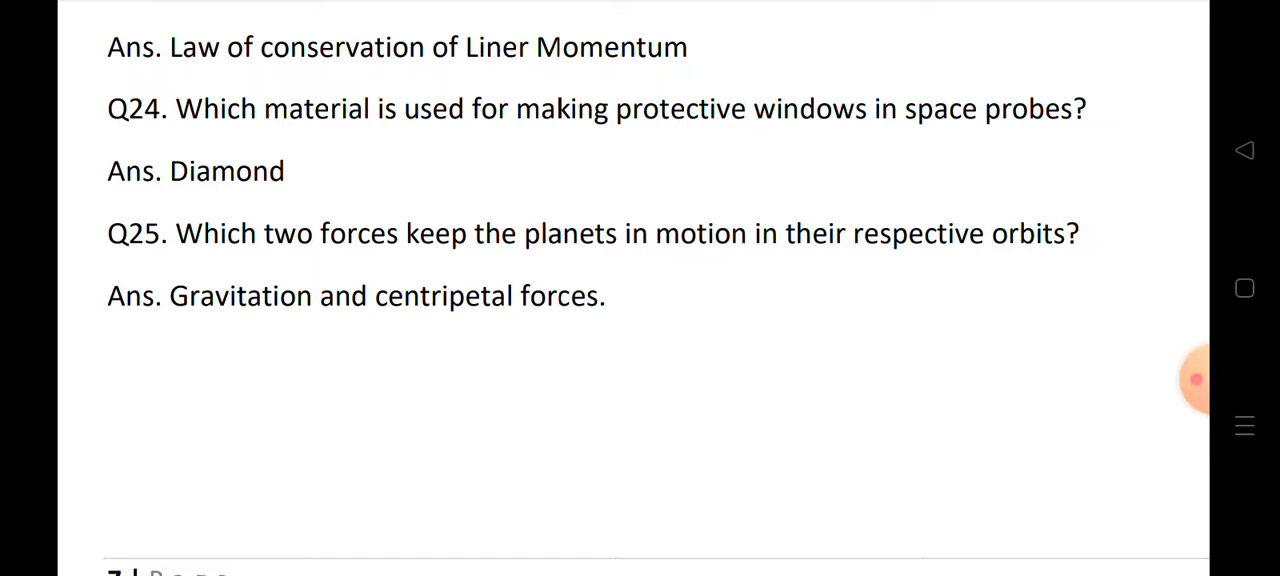 Ans. Law of conservation of Liner Momentum
Q24. Which material is used for making protective windows in space probes?
Ans. Diamond
Q25. Which two forces keep the planets in motion in their respective orbits?
Ans. Gravitation and centripetal forces.
7 | P a g e